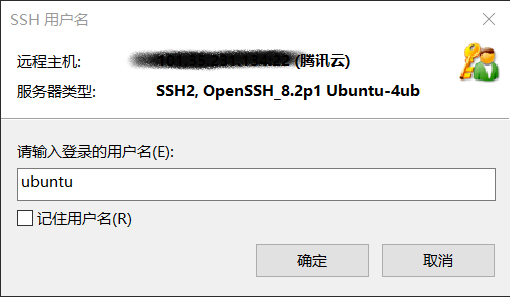 SSH 用户名
远程主机: (腾讯云)
服务器类型: SSH2, OpenSSH_8.2p1 Ubuntu-4ub
请输入登录的用户名(E):
ubuntu
记住用户名(R)
确定 取消